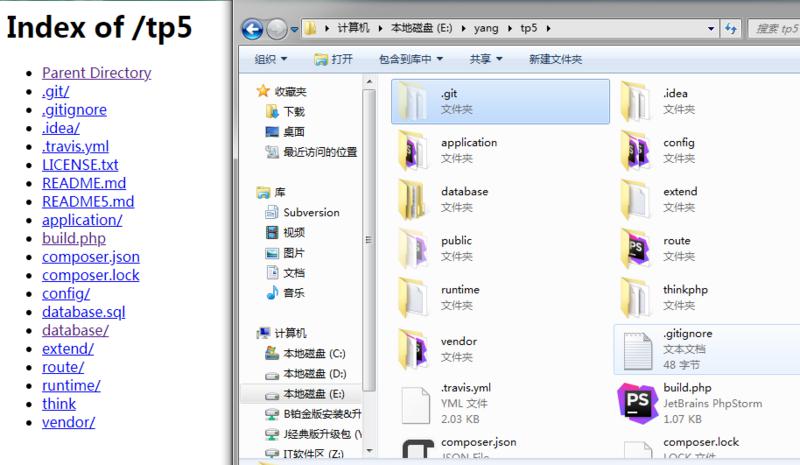 Index of /tp5
Parent Directory
.git/
.gitignore
.idea/
.travis.yml
LICENSE.txt
README.md
README5.md
application/
build.php
composer.json
composer.lock
config/
database.sql
database/
extend/
route/
runtime/
think
vendor/
计算机 本地磁盘 (E:) yang tp5
搜索 tp5
组织 打开 包含到库中 共享 新建文件夹
收藏夹
下载
桌面
最近访问的位置
库
Subversion
视频
图片
文档
音乐
计算机
本地磁盘 (C:)
本地磁盘 (D:)
本地磁盘 (E:)
B铂金版安装&升
J经典版升级包 (Y
IT软件区 (Z:)
.git
文件夹
.idea
文件夹
application
文件夹
config
文件夹
database
文件夹
extend
文件夹
public
文件夹
route
文件夹
runtime
文件夹
thinkphp
文件夹
vendor
文件夹
.gitignore
文本文档
48 字节
.travis.yml
YML 文件
2.03 KB
PS
build.php
JetBrains PhpStorm
1.07 KB
composer.json
JSON File
composer.lock
LOCK 文件